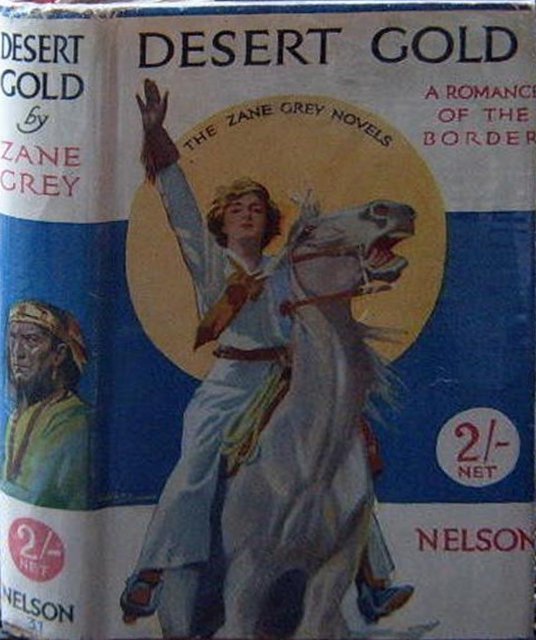 DESERT
GOLD
by
ZANE
GREY
2/-
NET
NELSON
31
DESERT GOLD
A ROMANCE
OF THE
BORDER
THE ZANE GREY NOVELS
2/-
NET
NELSON